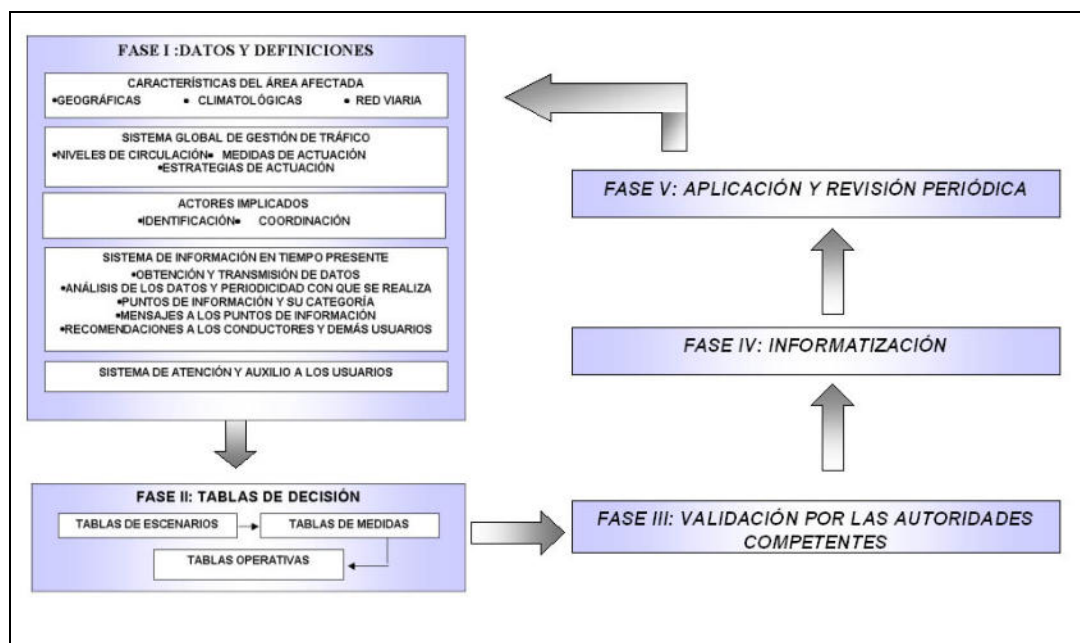 FASE I :DATOS Y DEFINICIONES
CARACTERÍSTICAS DEL ÁREA AFECTADA
•GEOGRÁFICAS • CLIMATOLÓGICAS • RED VIARIA
SISTEMA GLOBAL DE GESTIÓN DE TRÁFICO
•NIVELES DE CIRCULACIÓN• MEDIDAS DE ACTUACIÓN
•ESTRATEGIAS DE ACTUACIÓN
ACTORES IMPLICADOS
•IDENTIFICACIÓN• COORDINACIÓN
SISTEMA DE INFORMACIÓN EN TIEMPO PRESENTE
•OBTENCIÓN Y TRANSMISIÓN DE DATOS
•ANÁLISIS DE LOS DATOS Y PERIODICIDAD CON QUE SE REALIZA
•PUNTOS DE INFORMACIÓN Y SU CATEGORÍA
•MENSAJES A LOS PUNTOS DE INFORMACIÓN
•RECOMENDACIONES A LOS CONDUCTORES Y DEMÁS USUARIOS
SISTEMA DE ATENCIÓN Y AUXILIO A LOS USUARIOS
FASE II: TABLAS DE DECISIÓN
TABLAS DE ESCENARIOS
TABLAS DE MEDIDAS
TABLAS OPERATIVAS
FASE III: VALIDACIÓN POR LAS AUTORIDADES
COMPETENTES
FASE IV: INFORMATIZACIÓN
FASE V: APLICACIÓN Y REVISIÓN PERIÓDICA